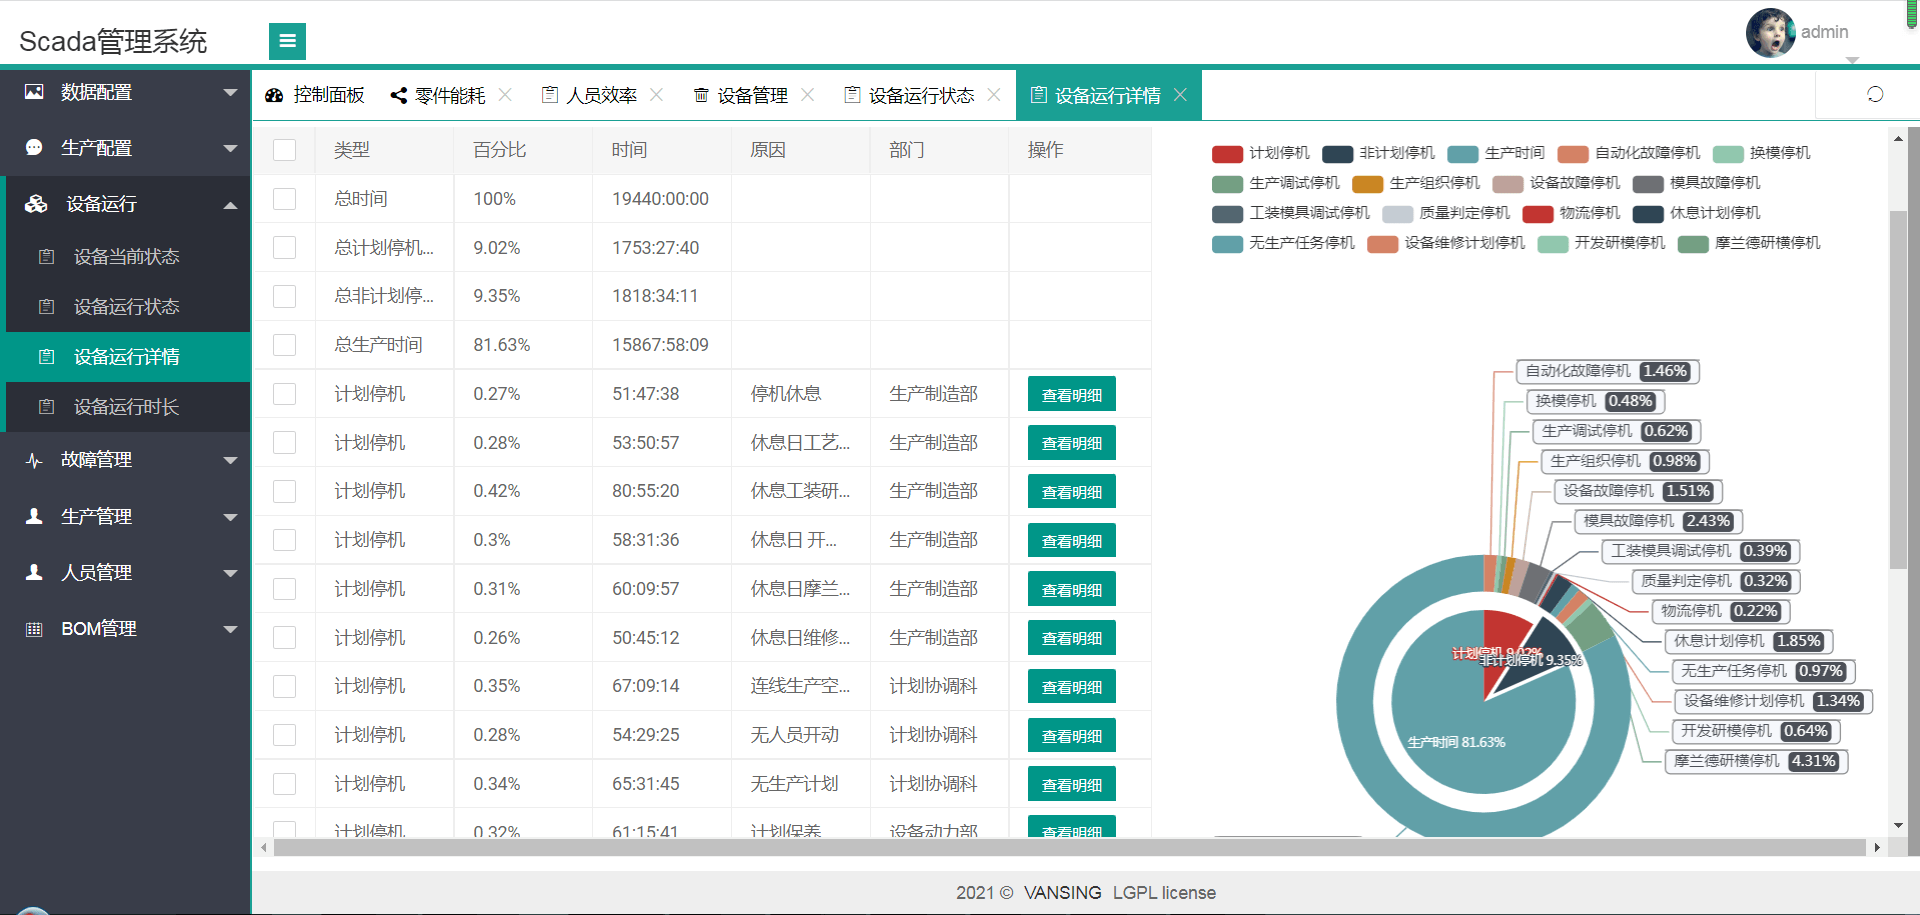 Scada管理系统
admin
数据配置
生产配置
设备运行
设备当前状态
设备运行状态
设备运行详情
设备运行时长
故障管理
生产管理
人员管理
BOM管理
控制面板 零件能耗 人员效率 设备管理 设备运行状态 设备运行详情
类型 百分比 时间 原因 部门 操作
总时间 100% 19440:00:00
总计划停机... 9.02% 1753:27:40
总非计划停... 9.35% 1818:34:11
总生产时间 81.63% 15867:58:09
计划停机 0.27% 51:47:38 停机休息 生产制造部 查看明细
计划停机 0.28% 53:50:57 休息日工艺... 生产制造部 查看明细
计划停机 0.42% 80:55:20 休息工装研... 生产制造部 查看明细
计划停机 0.3% 58:31:36 休息日 开... 生产制造部 查看明细
计划停机 0.31% 60:09:57 休息日摩兰... 生产制造部 查看明细
计划停机 0.26% 50:45:12 休息日维修... 生产制造部 查看明细
计划停机 0.35% 67:09:14 连线生产空... 计划协调科 查看明细
计划停机 0.28% 54:29:25 无人员开动 计划协调科 查看明细
计划停机 0.34% 65:31:45 无生产计划 计划协调科 查看明细
计划停机 0.32% 61:15:41 计划保养 设备动力部 查看明细
计划停机 非计划停机 生产时间 自动化故障停机 换模停机
生产调试停机 生产组织停机 设备故障停机 模具故障停机
工装模具调试停机 质量判定停机 物流停机 休息计划停机
无生产任务停机 设备维修计划停机 开发研模停机 摩兰德研横停机
自动化故障停机 1.46%
换模停机 0.48%
生产调试停机 0.62%
生产组织停机 0.98%
设备故障停机 1.51%
模具故障停机 2.43%
工装模具调试停机 0.39%
质量判定停机 0.32%
物流停机 0.22%
休息计划停机 1.85%
无生产任务停机 0.97%
设备维修计划停机 1.34%
开发研模停机 0.64%
摩兰德研横停机 4.31%
计划停机 9.02%
非计划停机 9.35%
生产时间 81.63%
2021 © VANSING LGPL license